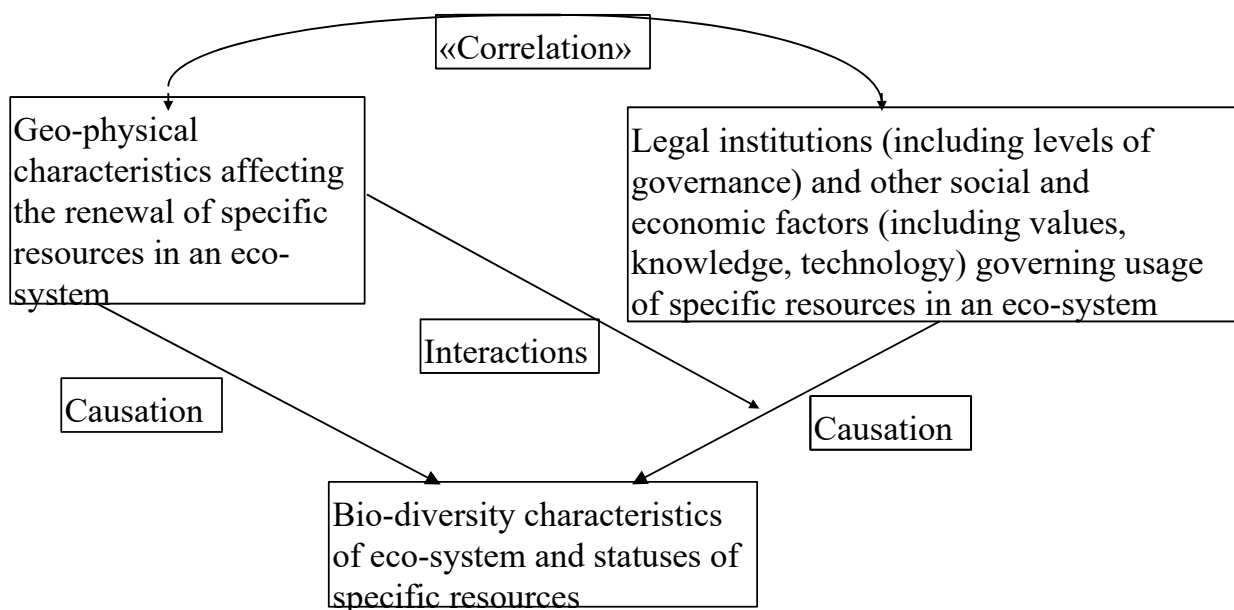 «Correlation»
Geo-physical
characteristics affecting
the renewal of specific
resources in an eco-
system
Legal institutions (including levels of
governance) and other social and
economic factors (including values,
knowledge, technology) governing usage
of specific resources in an eco-system
Interactions
Causation
Causation
Bio-diversity characteristics
of eco-system and statuses of
specific resources